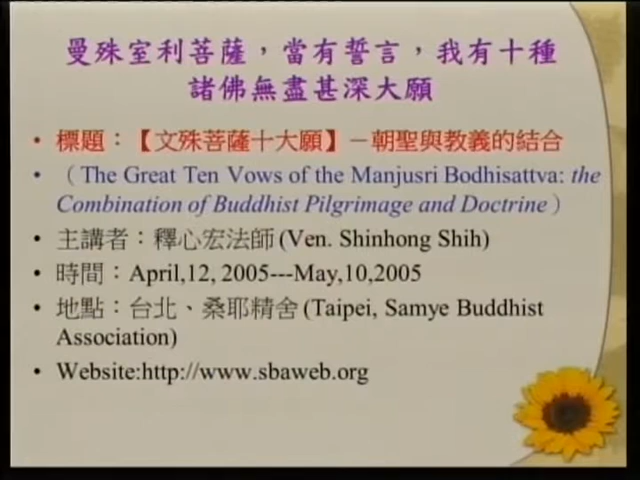 曼殊室利菩薩，當有誓言，我有十種
諸佛無盡甚深大願
• 標題：【文殊菩薩十大願】－朝聖與教義的結合
• （The Great Ten Vows of the Manjusri Bodhisattva: the
Combination of Buddhist Pilgrimage and Doctrine）
• 主講者：釋心宏法師(Ven. Shinhong Shih)
• 時間：April,12, 2005---May,10,2005
• 地點：台北、桑耶精舍(Taipei, Samye Buddhist
Association)
• Website:http://www.sbaweb.org